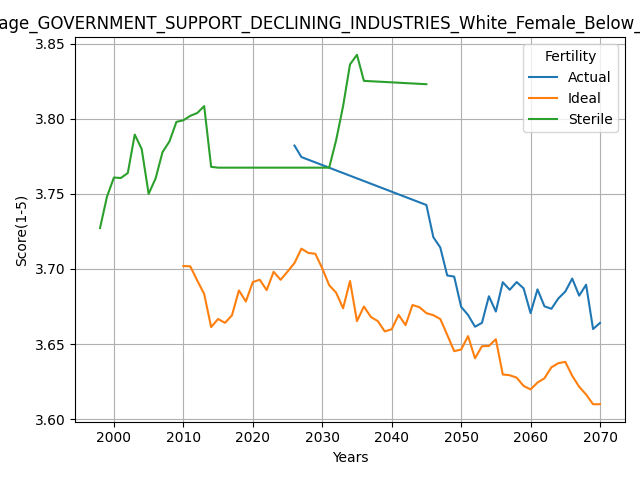 age_GOVERNMENT_SUPPORT_DECLINING_INDUSTRIES_White_Female_Below_
3.85
3.80
3.75
3.70
3.65
3.60
Score(1-5)
Fertility
Actual
Ideal
Sterile
2000 2010 2020 2030 2040 2050 2060 2070
Years